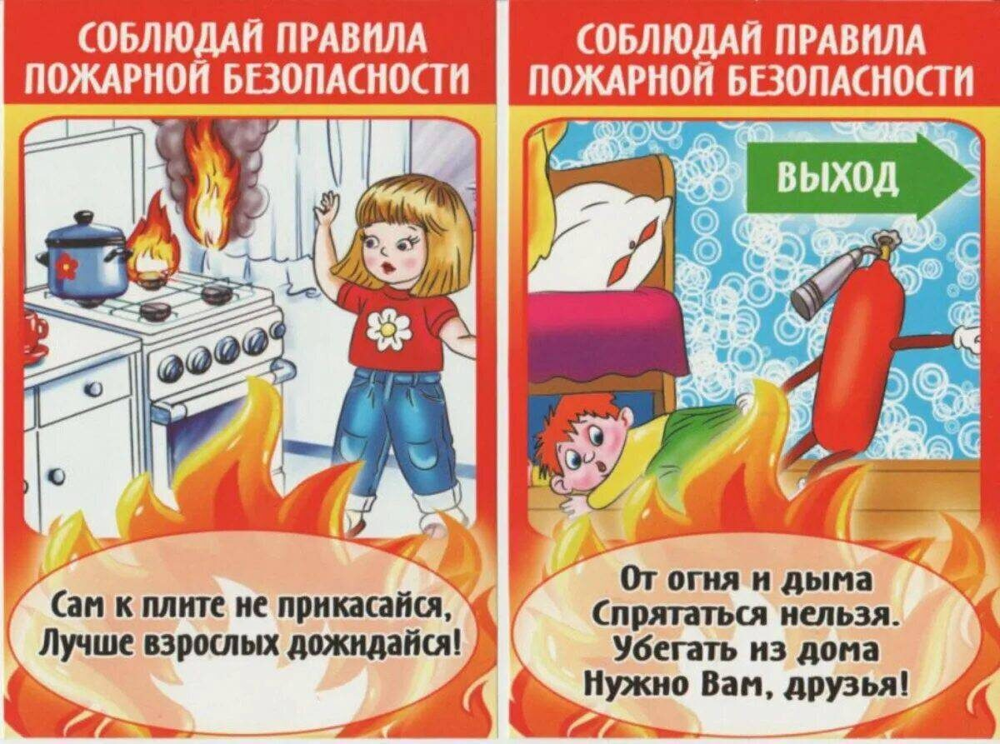 СОБЛЮДАЙ ПРАВИЛА
ПОЖАРНОЙ БЕЗОПАСНОСТИ
Сам к плите не прикасайся,
Лучше взрослых дожидайся!
СОБЛЮДАЙ ПРАВИЛА
ПОЖАРНОЙ БЕЗОПАСНОСТИ
ВЫХОД
От огня и дыма
Спрятаться нельзя.
Убегать из дома
Нужно Вам, друзья!